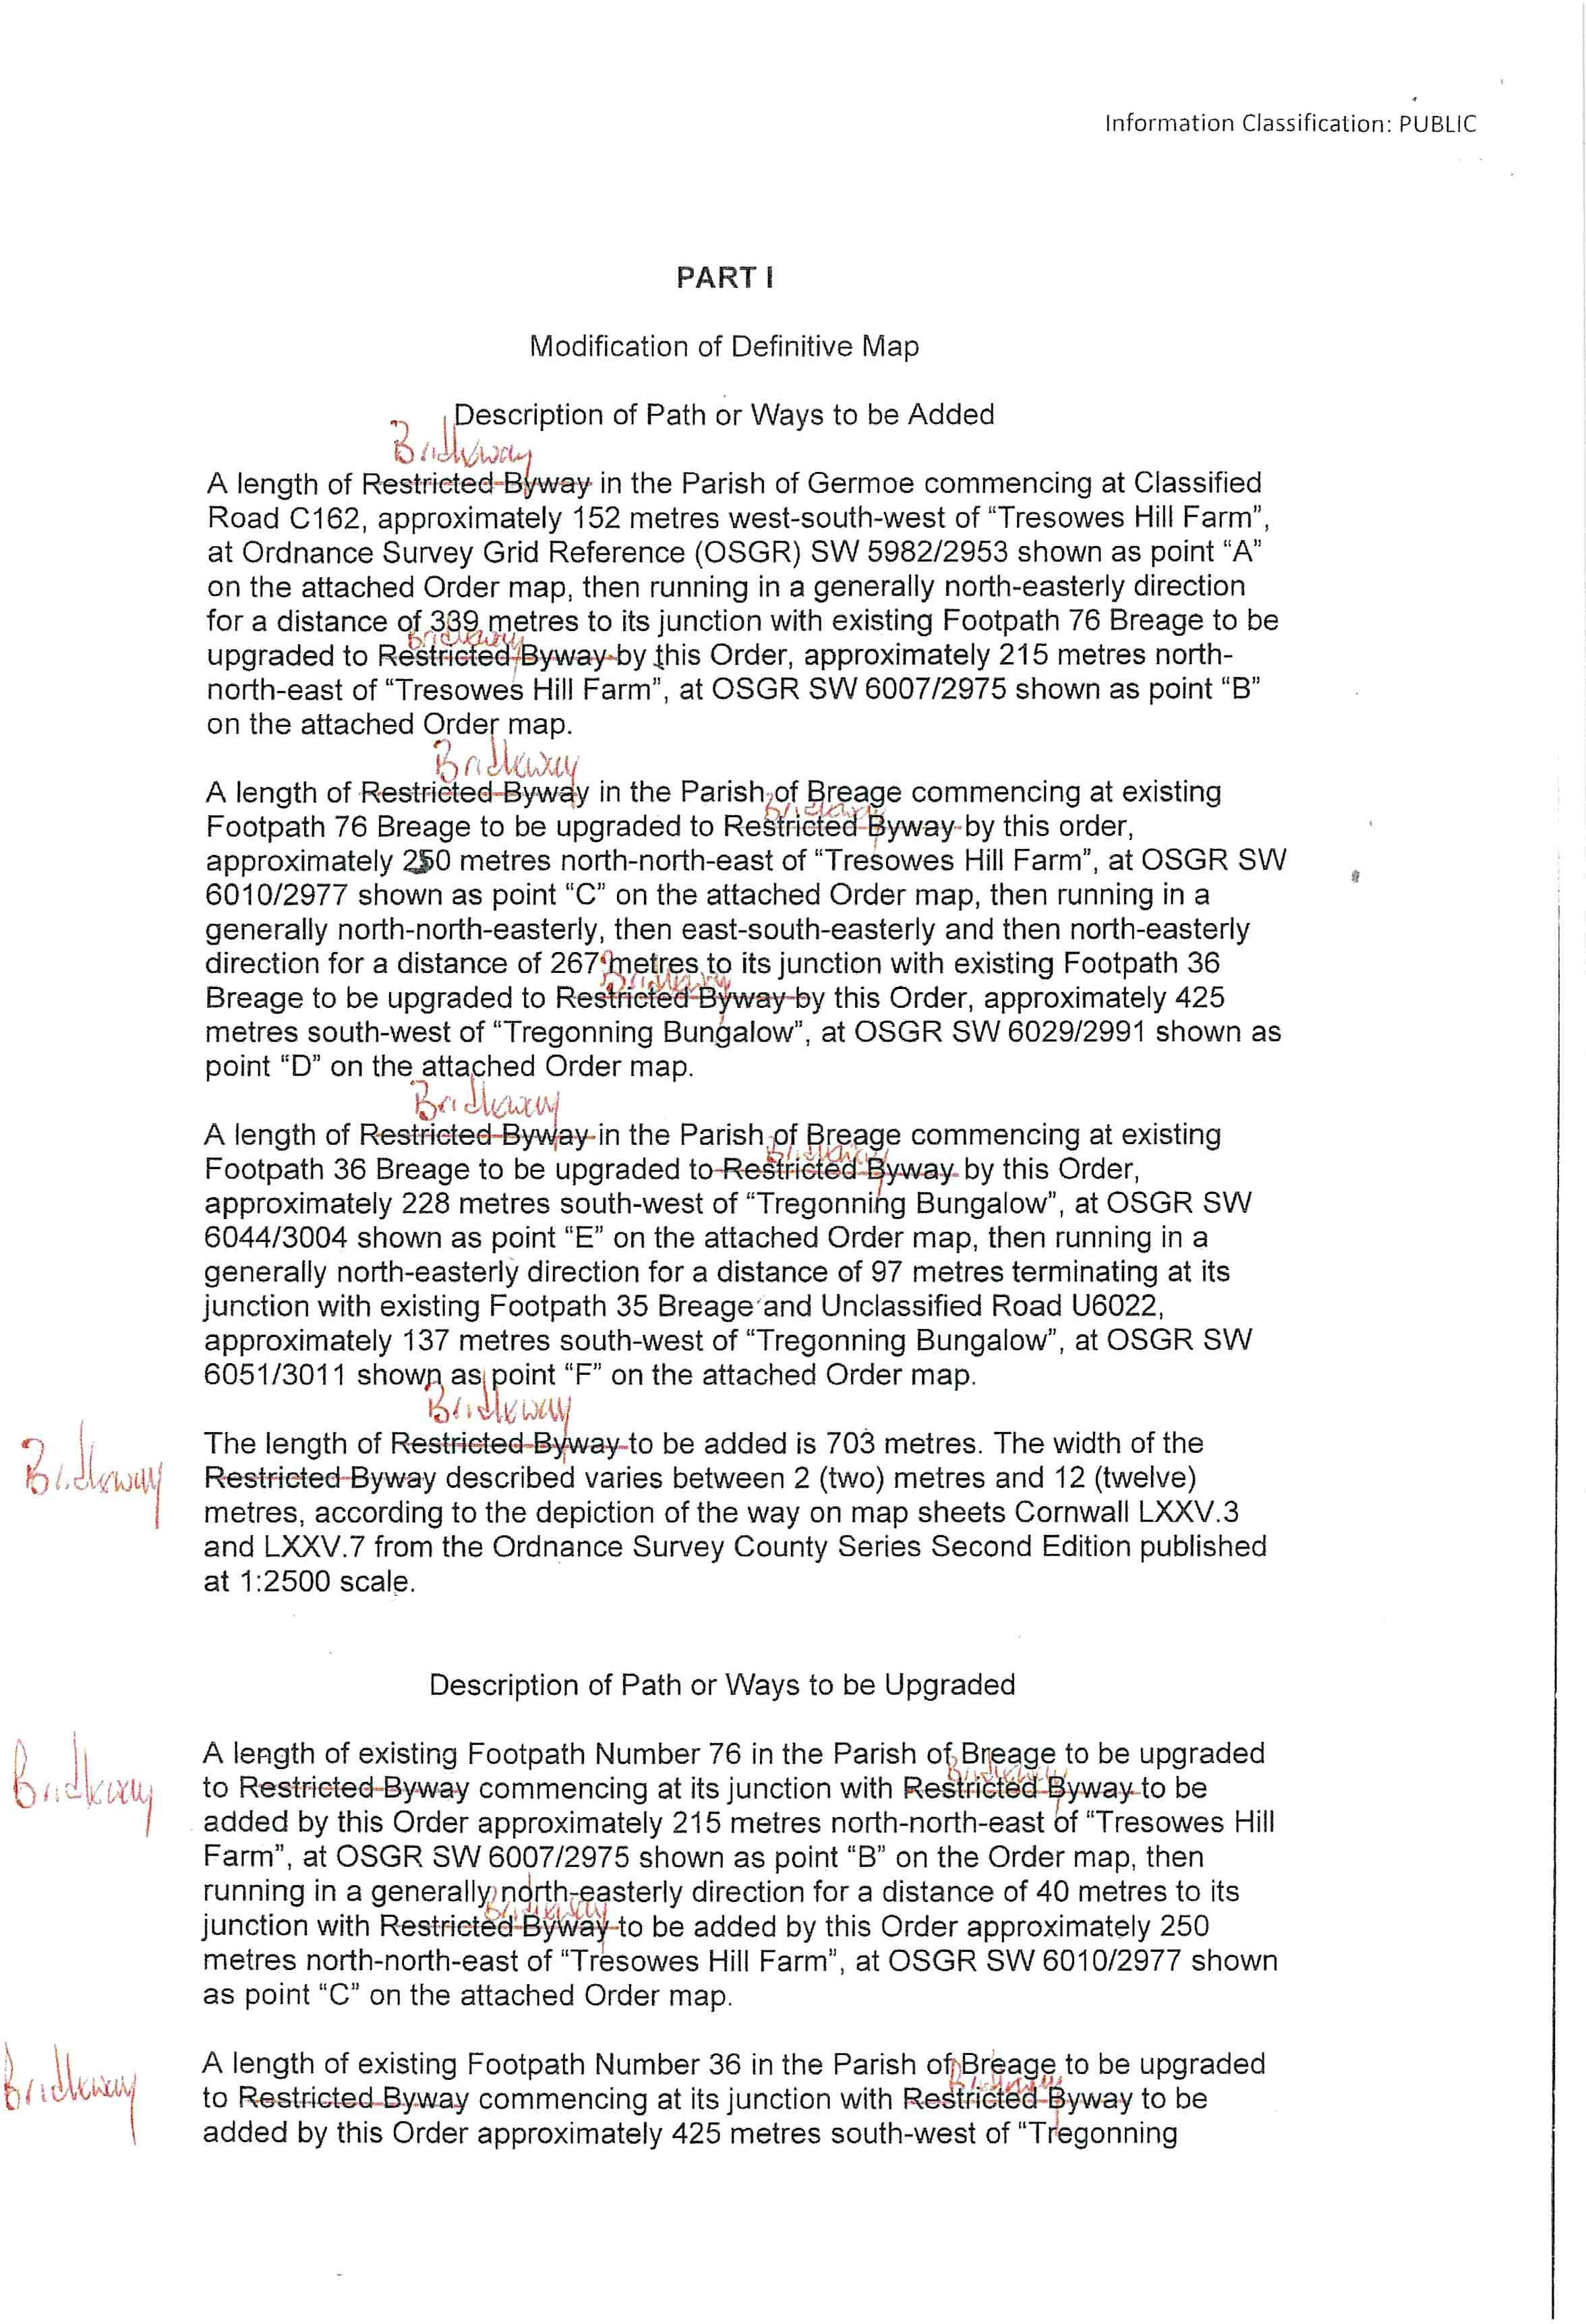 Information Classification: PUBLIC
PART I
Modification of Definitive Map
Description of Path or Ways to be Added
Bridleway
A length of Restricted Byway in the Parish of Germoe commencing at Classified
Road C162, approximately 152 metres west-south-west of “Tresowes Hill Farm”,
at Ordnance Survey Grid Reference (OSGR) SW 5982/2953 shown as point “A”
on the attached Order map, then running in a generally north-easterly direction
for a distance of 339 metres to its junction with existing Footpath 76 Breage to be
Bridleway
upgraded to Restricted Byway by this Order, approximately 215 metres north-
north-east of “Tresowes Hill Farm”, at OSGR SW 6007/2975 shown as point “B”
on the attached Order map.
Bridleway
A length of Restricted Byway in the Parish of Breage commencing at existing
Bridleway
Footpath 76 Breage to be upgraded to Restricted Byway by this order,
approximately 250 metres north-north-east of “Tresowes Hill Farm”, at OSGR SW
6010/2977 shown as point “C” on the attached Order map, then running in a
generally north-north-easterly, then east-south-easterly and then north-easterly
direction for a distance of 267 metres to its junction with existing Footpath 36
Bridleway
Breage to be upgraded to Restricted Byway by this Order, approximately 425
metres south-west of “Tregonning Bungalow”, at OSGR SW 6029/2991 shown as
point “D” on the attached Order map.
Bridleway
A length of Restricted Byway in the Parish of Breage commencing at existing
Bridleway
Footpath 36 Breage to be upgraded to Restricted Byway by this Order,
approximately 228 metres south-west of “Tregonning Bungalow”, at OSGR SW
6044/3004 shown as point “E” on the attached Order map, then running in a
generally north-easterly direction for a distance of 97 metres terminating at its
junction with existing Footpath 35 Breage and Unclassified Road U6022,
approximately 137 metres south-west of “Tregonning Bungalow”, at OSGR SW
6051/3011 shown as point “F” on the attached Order map.
Bridleway
The length of Restricted Byway to be added is 703 metres. The width of the
Bridleway
Restricted Byway described varies between 2 (two) metres and 12 (twelve)
metres, according to the depiction of the way on map sheets Cornwall LXXV.3
and LXXV.7 from the Ordnance Survey County Series Second Edition published
at 1:2500 scale.
Description of Path or Ways to be Upgraded
A length of existing Footpath Number 76 in the Parish of Breage to be upgraded
Bridleway Bridleway
to Restricted Byway commencing at its junction with Restricted Byway to be
added by this Order approximately 215 metres north-north-east of “Tresowes Hill
Farm”, at OSGR SW 6007/2975 shown as point “B” on the Order map, then
running in a generally north-easterly direction for a distance of 40 metres to its
Bridleway
junction with Restricted Byway to be added by this Order approximately 250
metres north-north-east of “Tresowes Hill Farm”, at OSGR SW 6010/2977 shown
as point “C” on the attached Order map.
A length of existing Footpath Number 36 in the Parish of Breage to be upgraded
Bridleway Bridleway
to Restricted Byway commencing at its junction with Restricted Byway to be
added by this Order approximately 425 metres south-west of “Tregonning